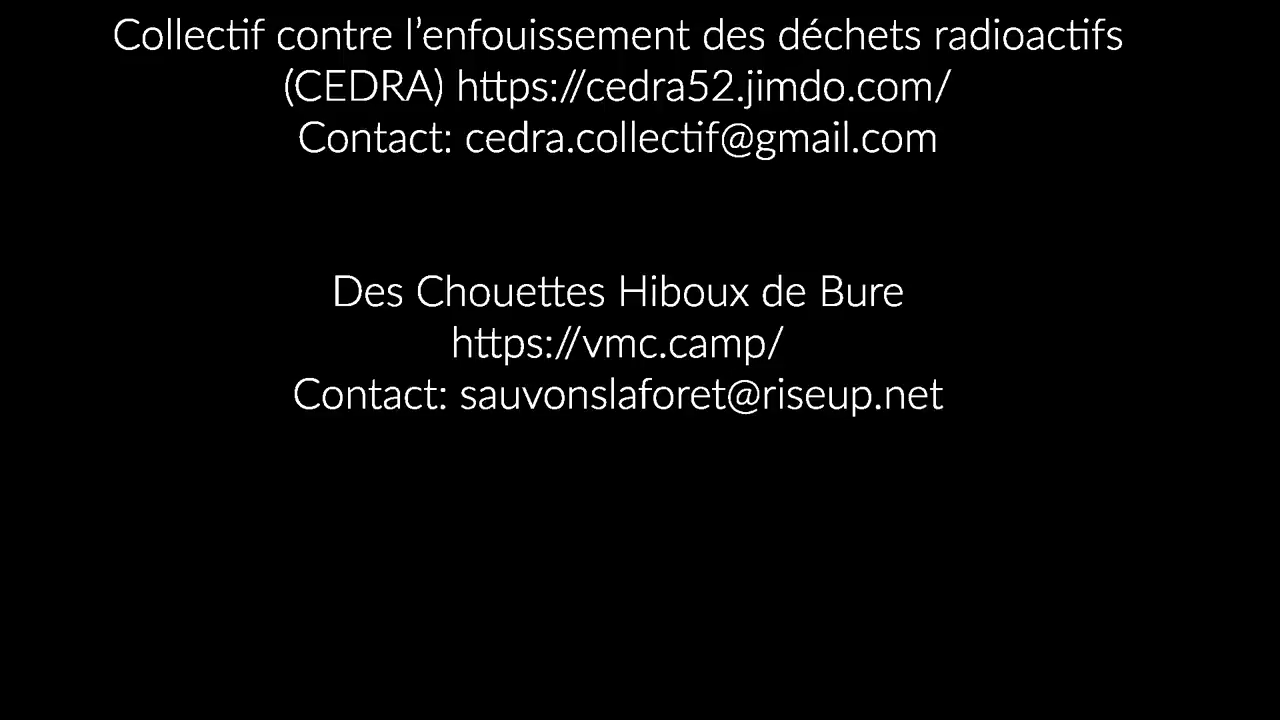 Collectif contre l’enfouissement des déchets radioactifs
(CEDRA) https://cedra52.jimdo.com/
Contact: cedra.collectif@gmail.com
Des Chouettes Hiboux de Bure
https://vmc.camp/
Contact: sauvonslaforet@riseup.net